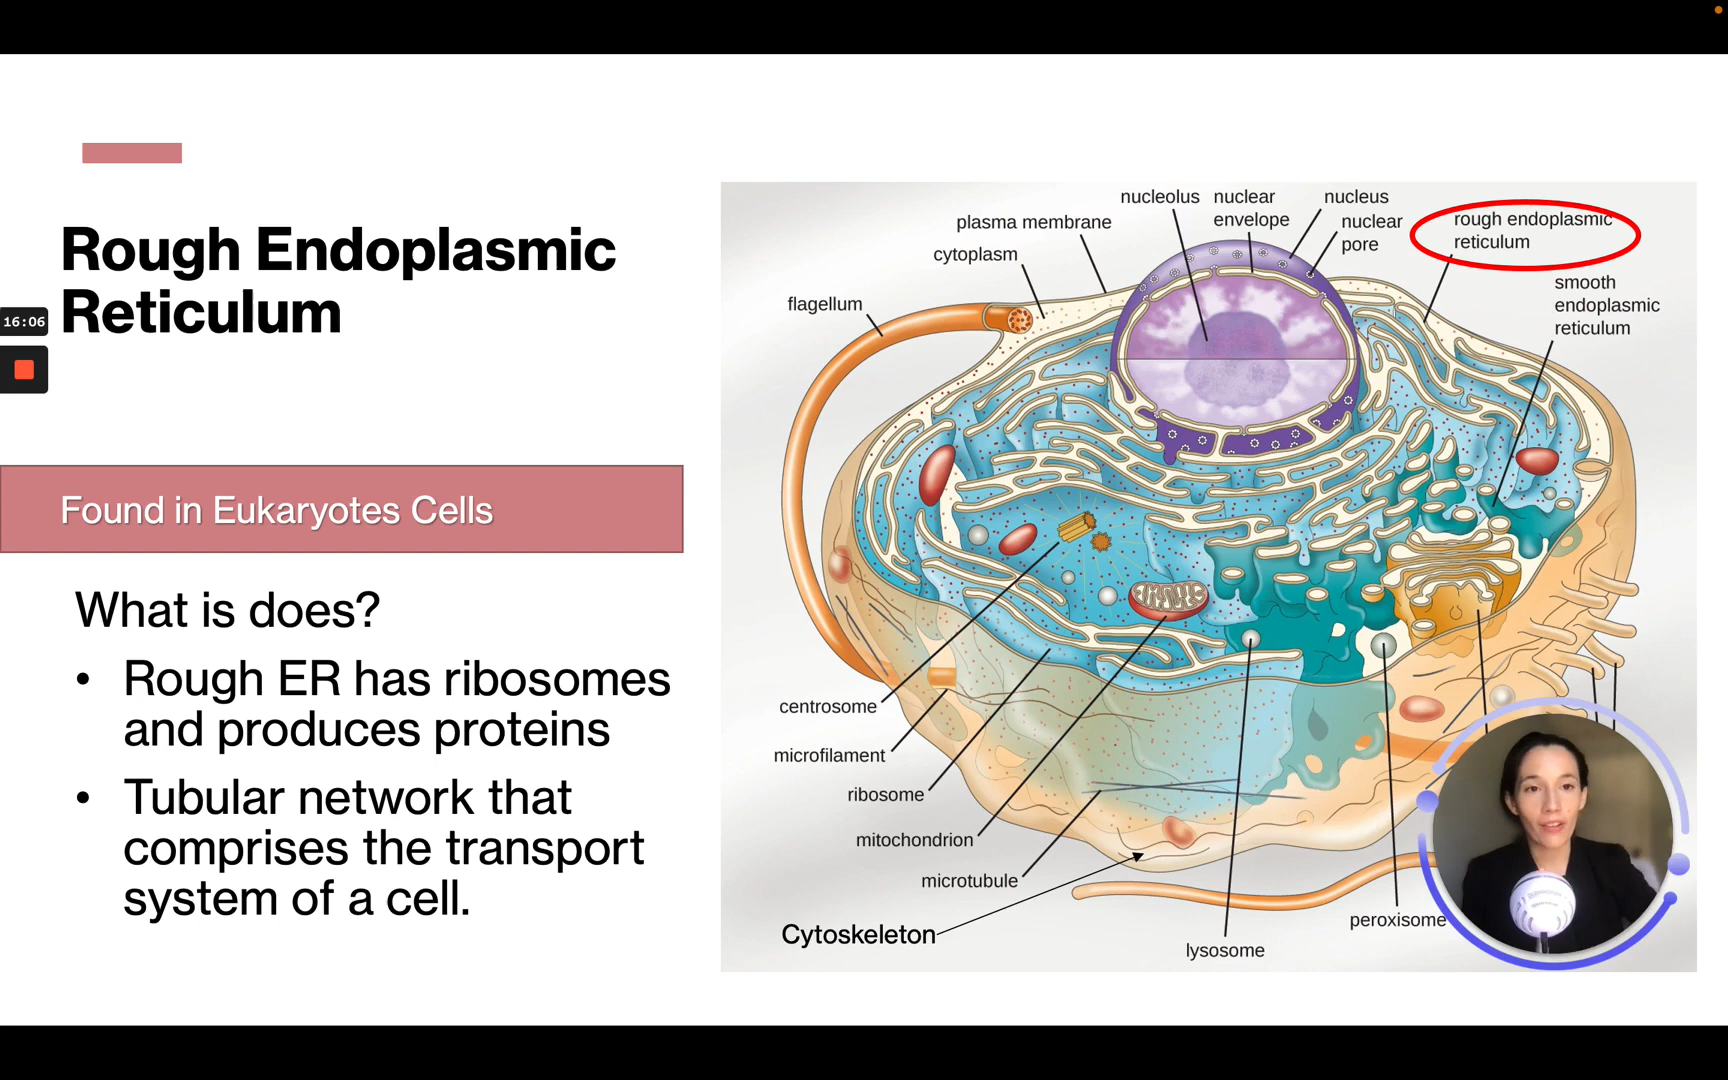 Rough Endoplasmic
Reticulum
16:06
Found in Eukaryotes Cells
What is does?
• Rough ER has ribosomes
and produces proteins
• Tubular network that
comprises the transport
system of a cell.
nucleolus
nuclear
envelope
nucleus
nuclear
pore
rough endoplasmic
reticulum
smooth
endoplasmic
reticulum
plasma membrane
cytoplasm
flagellum
centrosome
microfilament
ribosome
mitochondrion
microtubule
Cytoskeleton
lysosome
peroxisome